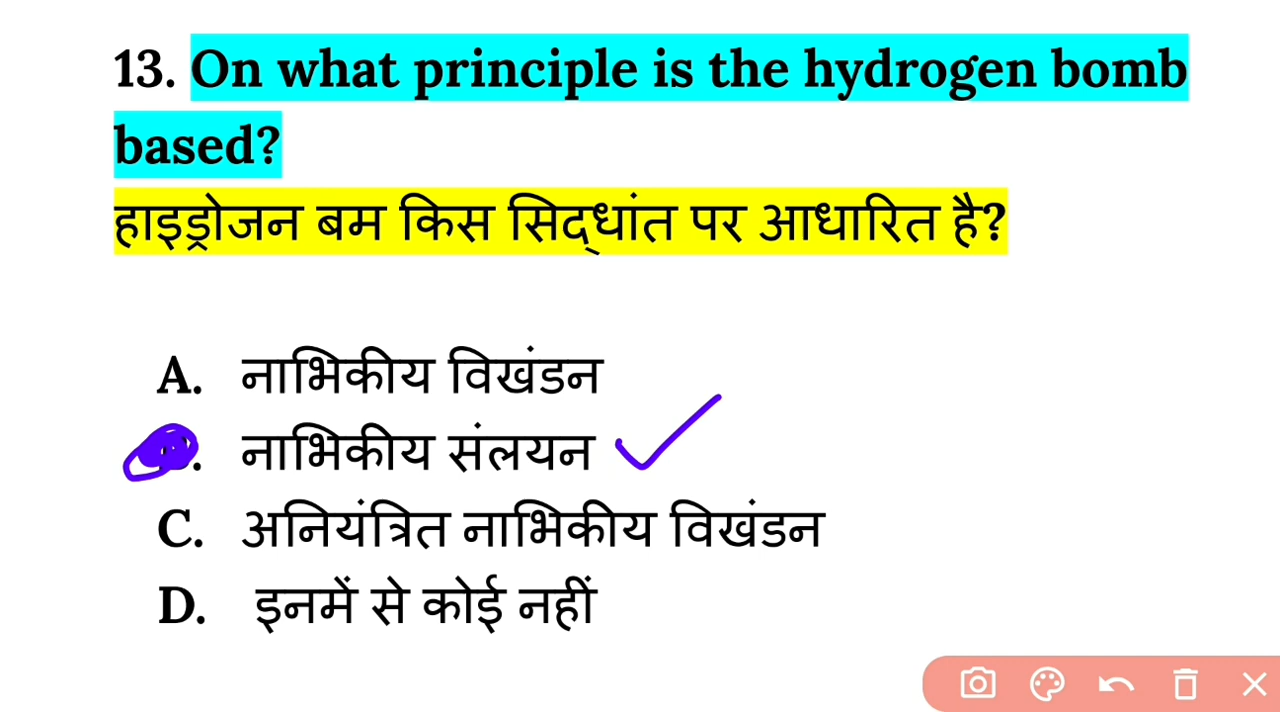 13. On what principle is the hydrogen bomb
based?
हाइड्रोजन बम किस सिद्धांत पर आधारित है?
A. नाभिकीय विखंडन
नाभिकीय संलयन
C. अनियंत्रित नाभिकीय विखंडन
D. इनमें से कोई नहीं